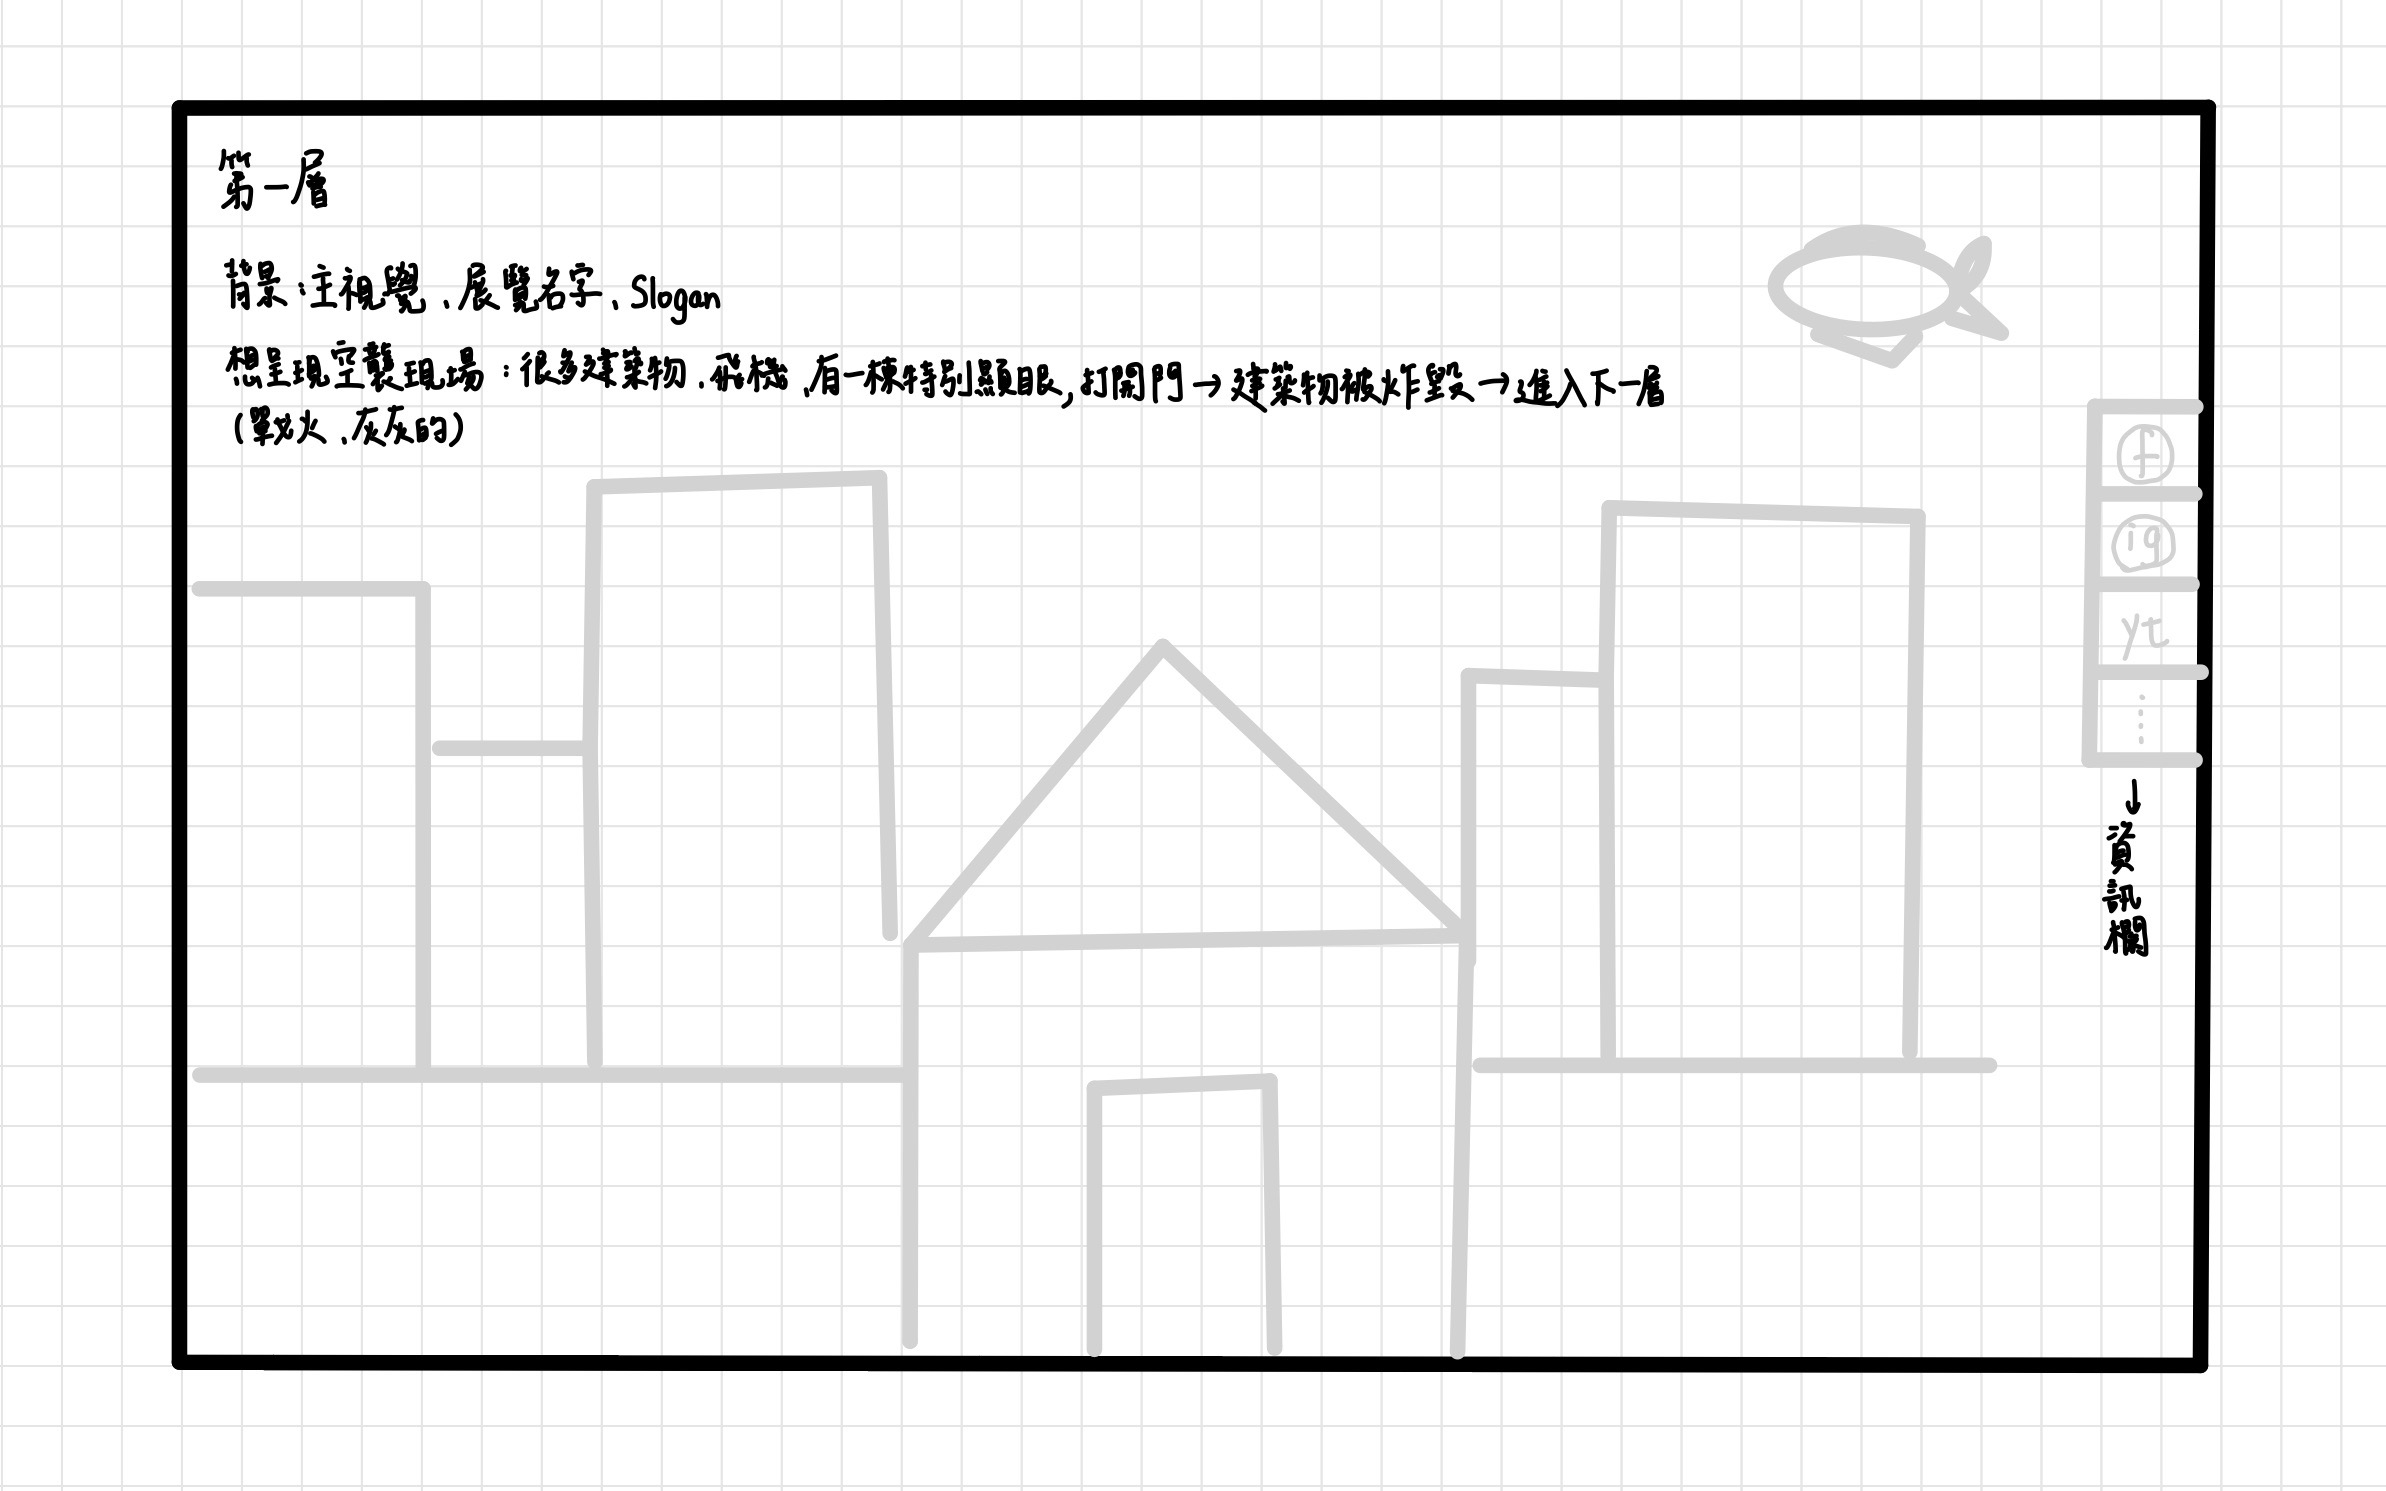 第一層
背景:主視覺、展覽名字、Slogan
想呈現空襲現場:很多建築物、飛機、有一棟特別顯眼,打開門→建築物被炸毀→進入下一層
(戰火、灰灰的)
f
ig
yt
⋮
↓
資訊欄